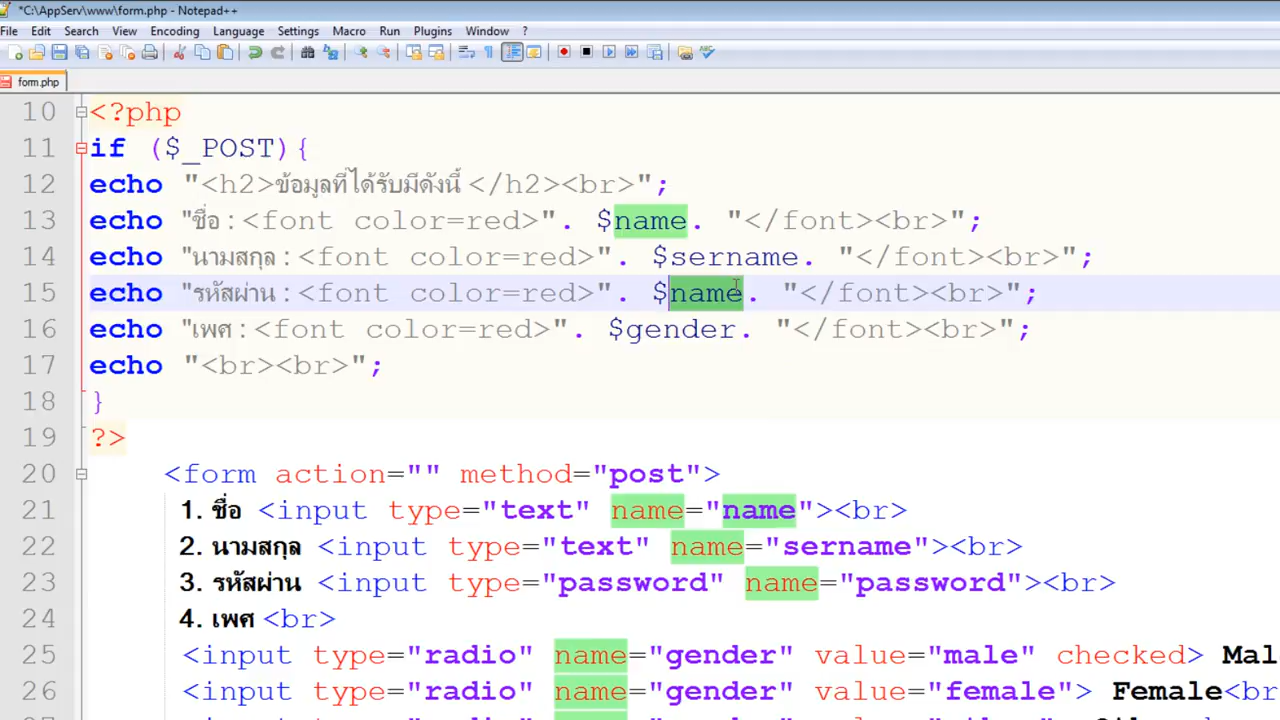 *C:\AppServ\www\form.php - Notepad++
File Edit Search View Encoding Language Settings Macro Run Plugins Window ?
form.php
10 <?php
11 if ($_POST){
12 echo "<h2>ข้อมูลที่ได้รับมีดังนี้ </h2><br>";
13 echo "ชื่อ : <font color=red>". $name. "</font><br>";
14 echo "นามสกุล : <font color=red>". $sername. "</font><br>";
15 echo "รหัสผ่าน : <font color=red>". $name. "</font><br>";
16 echo "เพศ : <font color=red>". $gender. "</font><br>";
17 echo "<br><br>";
18 }
19 ?>
20 <form action="" method="post">
21 1. ชื่อ <input type="text" name="name"><br>
22 2. นามสกุล <input type="text" name="sername"><br>
23 3. รหัสผ่าน <input type="password" name="password"><br>
24 4. เพศ <br>
25 <input type="radio" name="gender" value="male" checked> Mal
26 <input type="radio" name="gender" value="female"> Female<br